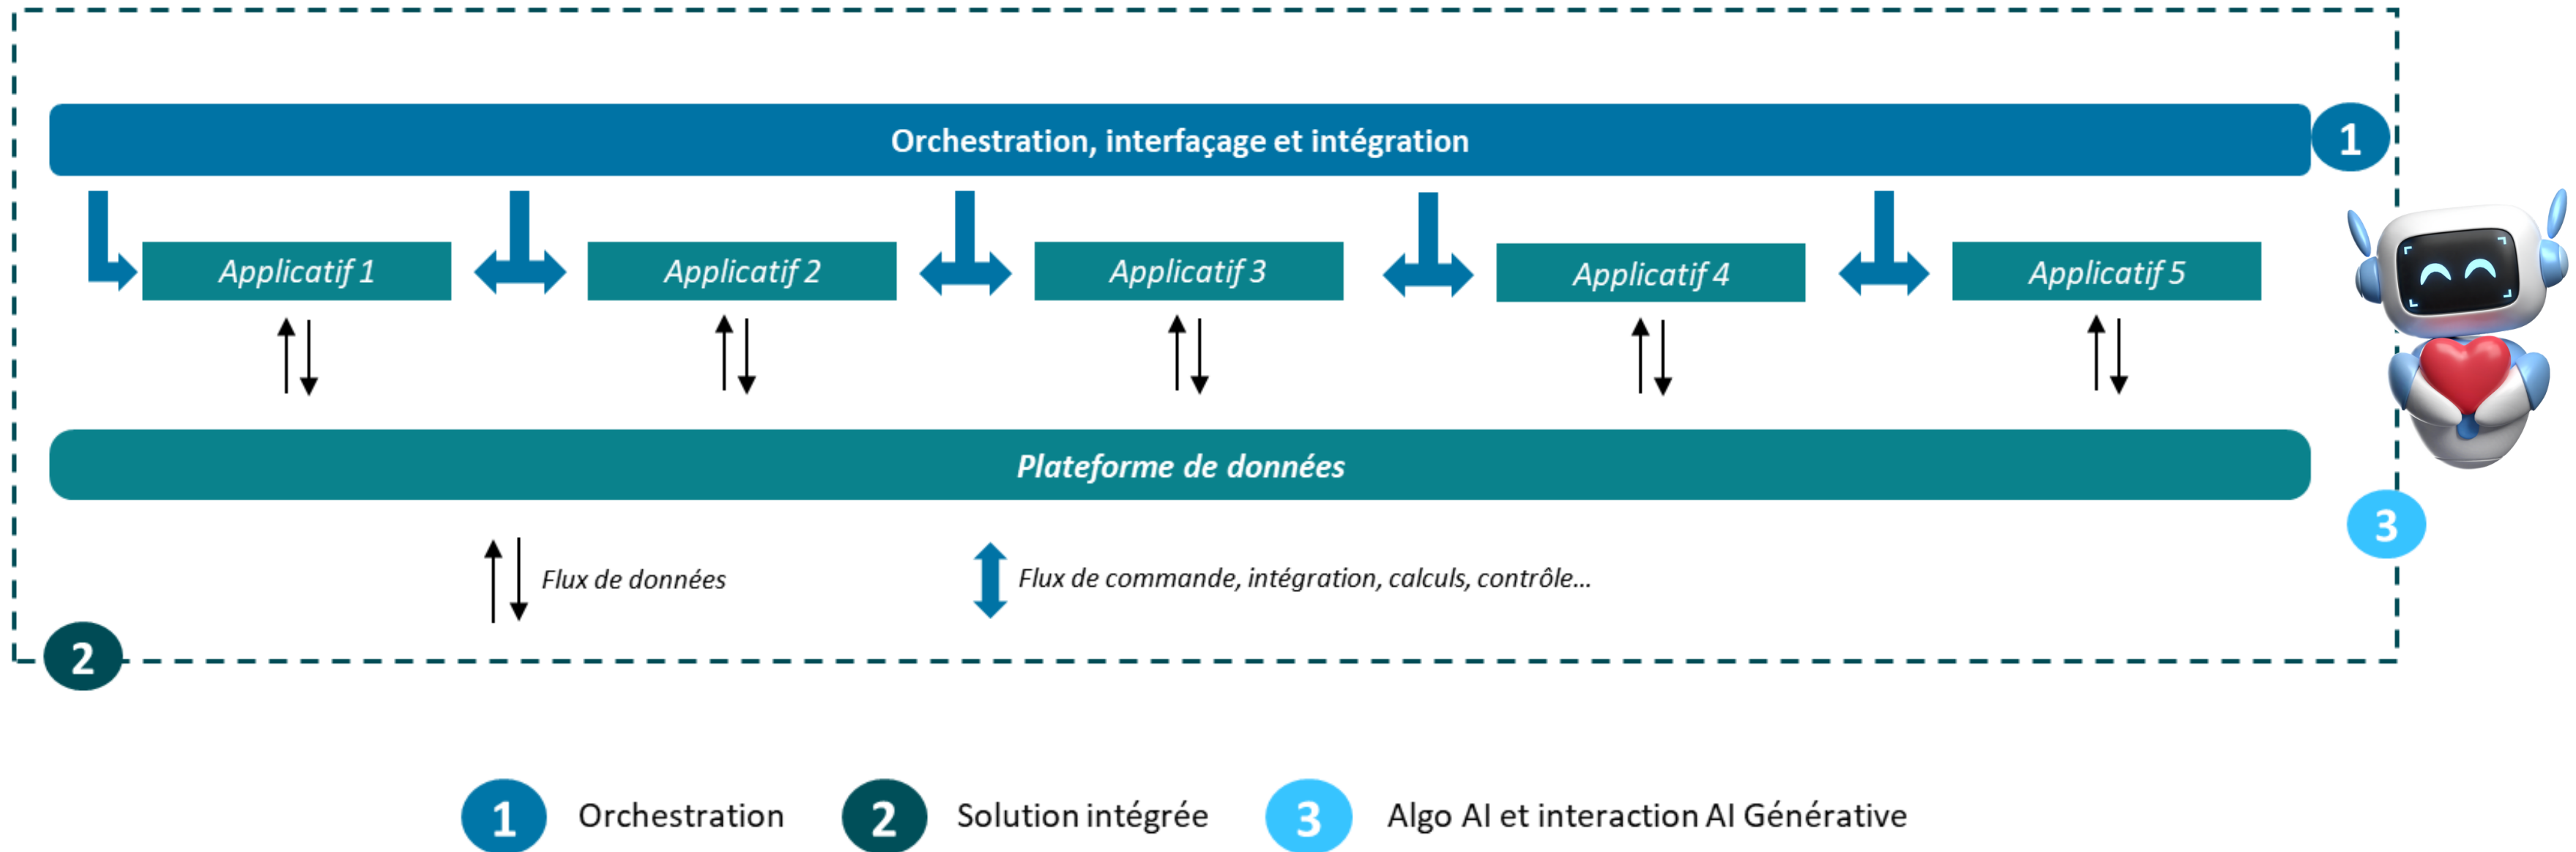 Orchestration, interfaçage et intégration
1
Applicatif 1
Applicatif 2
Applicatif 3
Applicatif 4
Applicatif 5
Plateforme de données
3
Flux de données
Flux de commande, intégration, calculs, contrôle...
2
1 Orchestration
2 Solution intégrée
3 Algo AI et interaction AI Générative